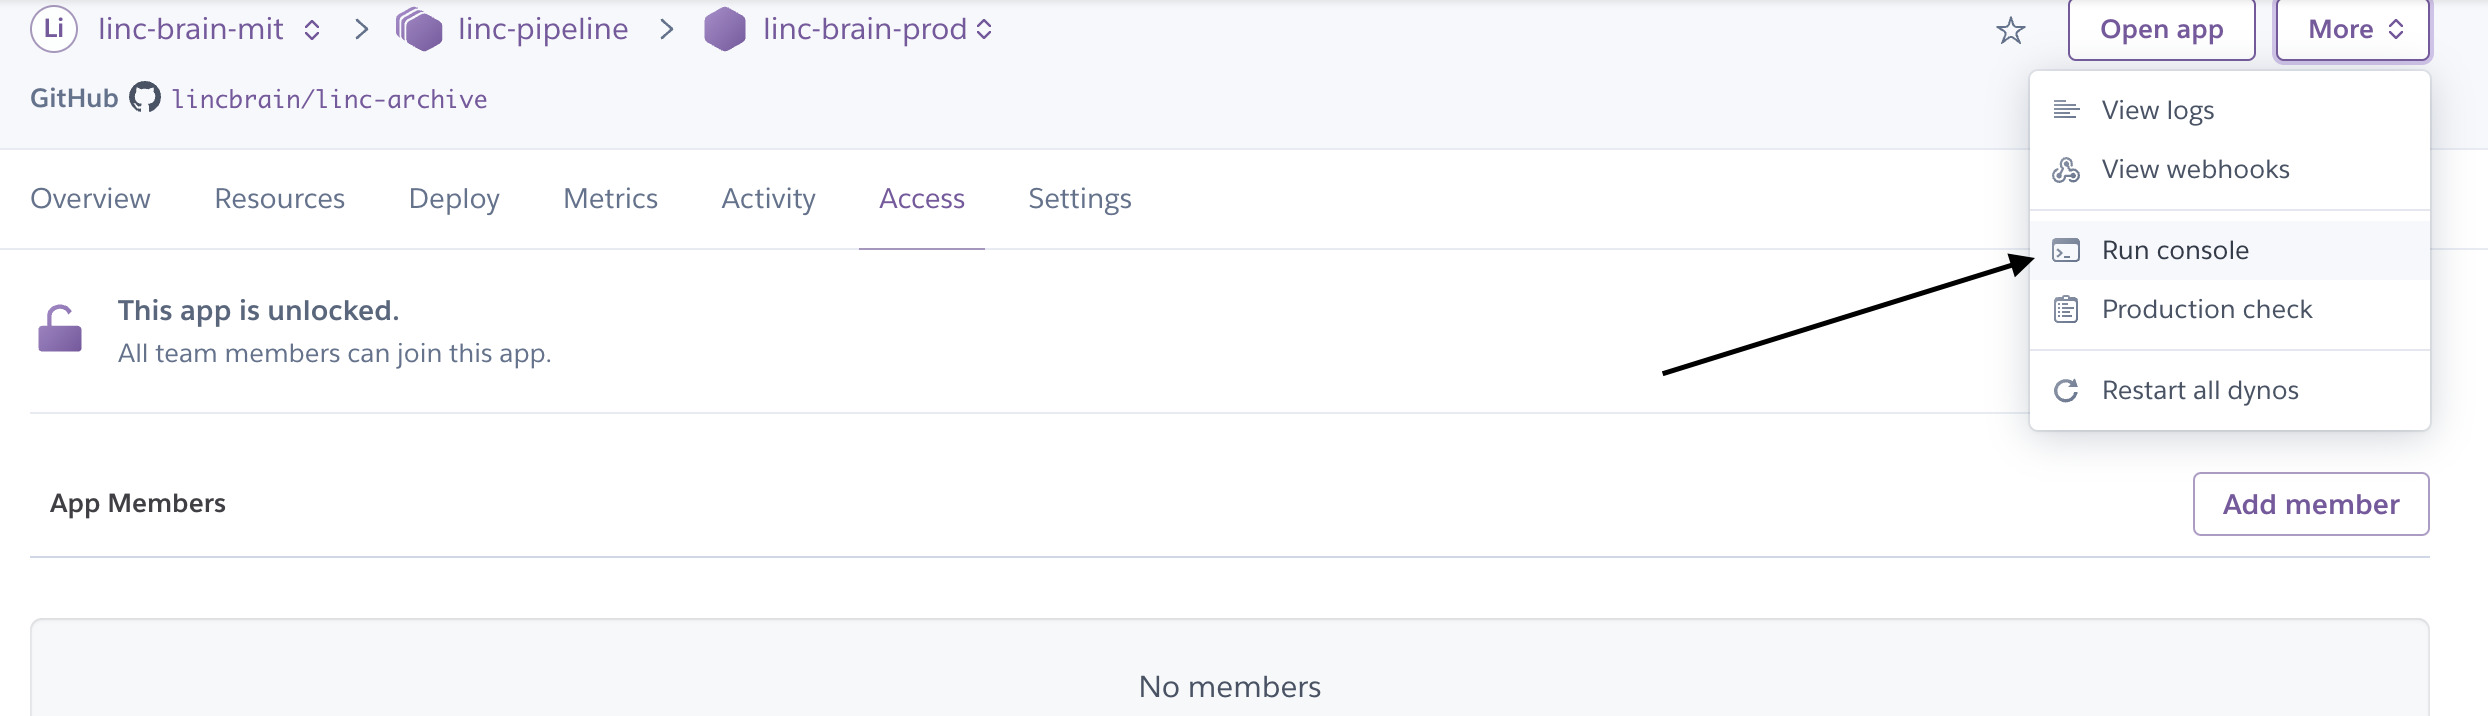 Li linc-brain-mit linc-pipeline linc-brain-prod Open app More
GitHub lincbrain/linc-archive
View logs
View webhooks
Overview Resources Deploy Metrics Activity Access Settings
Run console
Production check
This app is unlocked.
All team members can join this app.
Restart all dynos
App Members Add member
No members